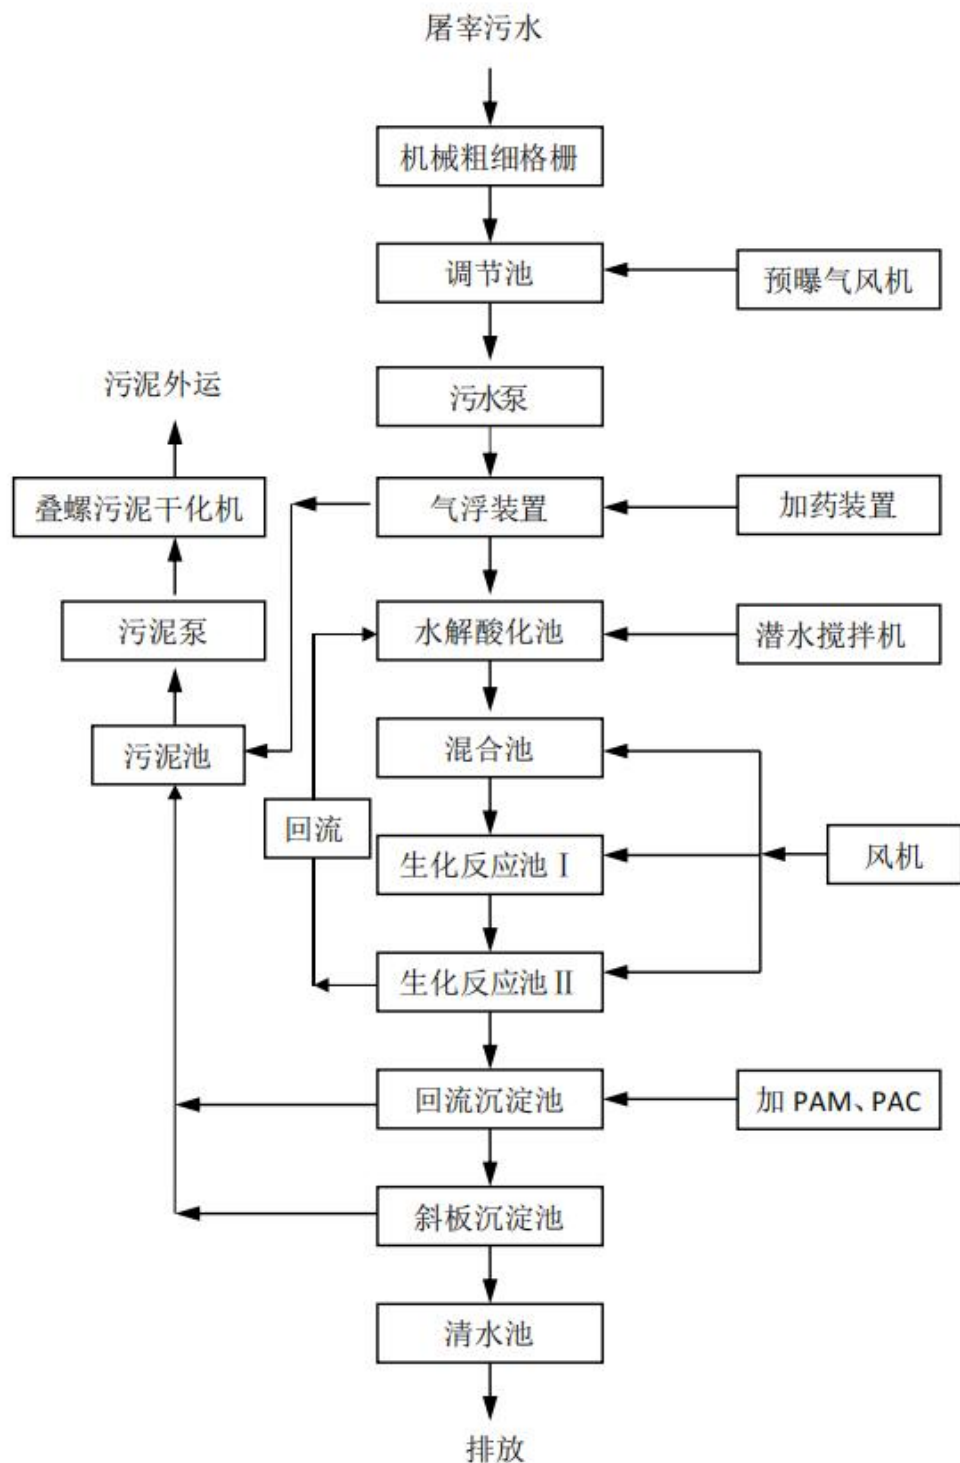 屠宰污水
机械粗细格栅
调节池
预曝气风机
污泥外运
污水泵
叠螺污泥干化机
气浮装置
加药装置
污泥泵
水解酸化池
潜水搅拌机
污泥池
混合池
回流
生化反应池Ⅰ
风机
生化反应池Ⅱ
回流沉淀池
加 PAM、PAC
斜板沉淀池
清水池
排放